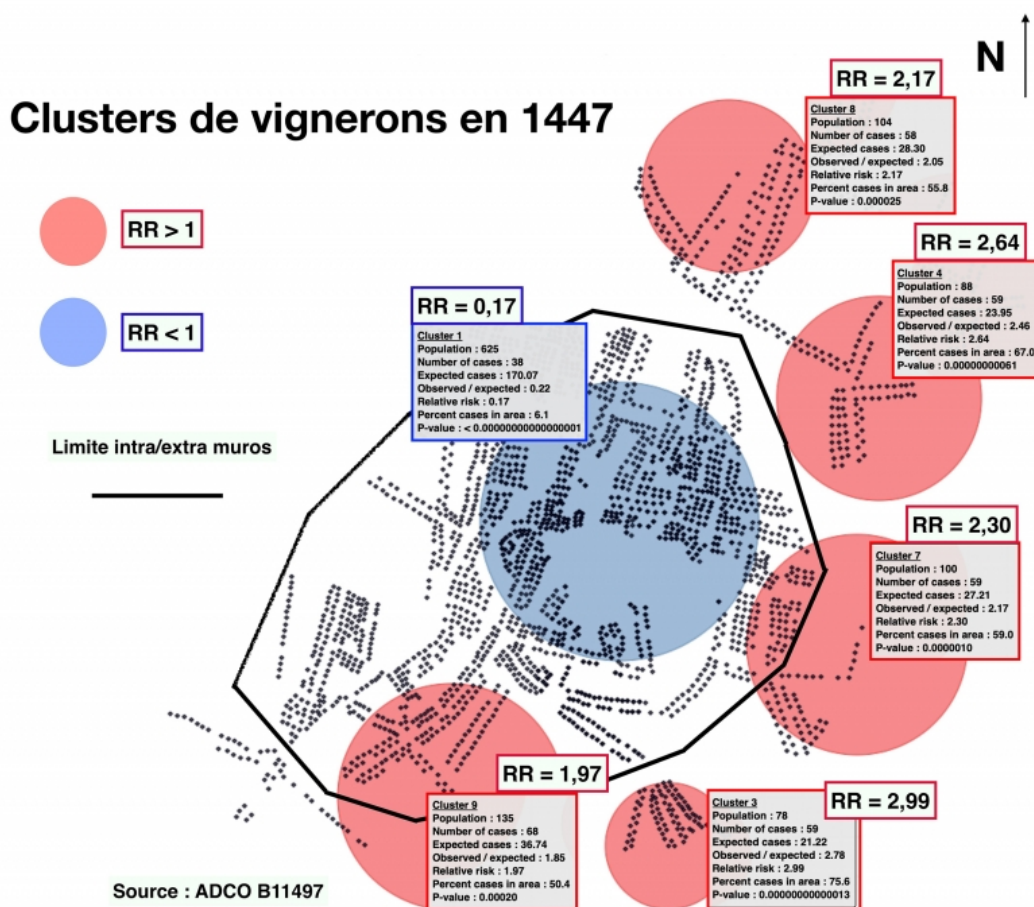 N
Clusters de vignerons en 1447
RR > 1
RR < 1
Limite intra/extra muros
RR = 2,17
Cluster 8
Population : 104
Number of cases : 58
Expected cases : 28.30
Observed / expected : 2.05
Relative risk : 2.17
Percent cases in area : 55.8
P-value : 0.000025
RR = 2,64
Cluster 4
Population : 88
Number of cases : 59
Expected cases : 23.95
Observed / expected : 2.46
Relative risk : 2.64
Percent cases in area : 67.0
P-value : 0.00000000061
RR = 0,17
Cluster 1
Population : 625
Number of cases : 38
Expected cases : 170.07
Observed / expected : 0.22
Relative risk : 0.17
Percent cases in area : 6.1
P-value : < 0.00000000000000001
RR = 2,30
Cluster 7
Population : 100
Number of cases : 59
Expected cases : 27.21
Observed / expected : 2.17
Relative risk : 2.30
Percent cases in area : 59.0
P-value : 0.0000010
RR = 1,97
Cluster 9
Population : 135
Number of cases : 68
Expected cases : 36.74
Observed / expected : 1.85
Relative risk : 1.97
Percent cases in area : 50.4
P-value : 0.00020
RR = 2,99
Cluster 3
Population : 78
Number of cases : 59
Expected cases : 21.22
Observed / expected : 2.78
Relative risk : 2.99
Percent cases in area : 75.6
P-value : 0.00000000000013
Source : ADCO B11497